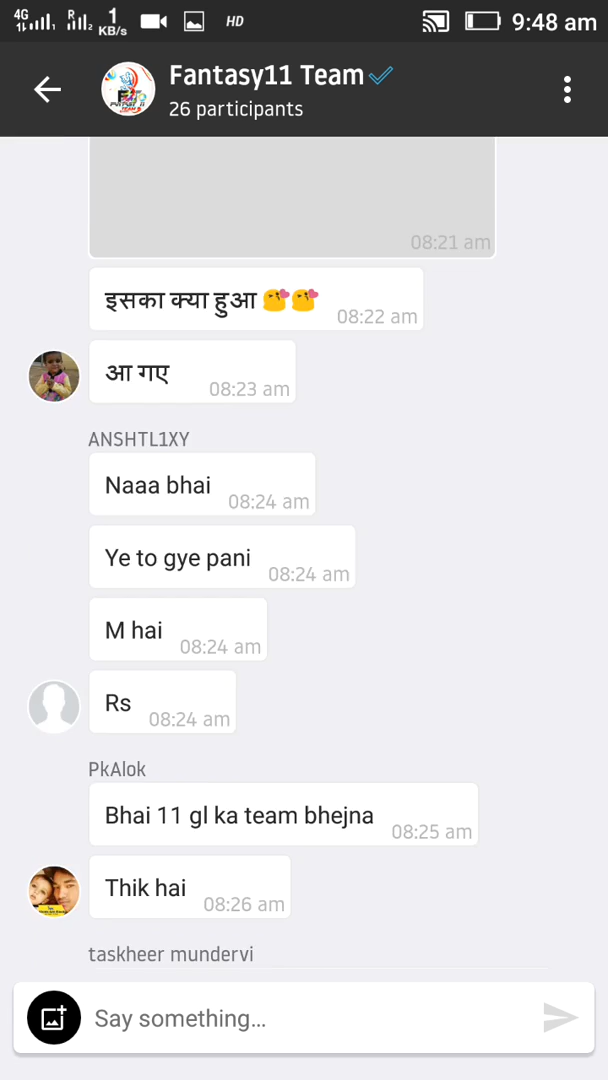 4G R 1 KB/s HD 9:48 am
Fantasy11 Team
26 participants
08:21 am
इसका क्या हुआ 😘😘 08:22 am
आ गए 08:23 am
ANSHTL1XY
Naaa bhai 08:24 am
Ye to gye pani 08:24 am
M hai 08:24 am
Rs 08:24 am
PkAlok
Bhai 11 gl ka team bhejna 08:25 am
Thik hai 08:26 am
taskheer mundervi
Say something...